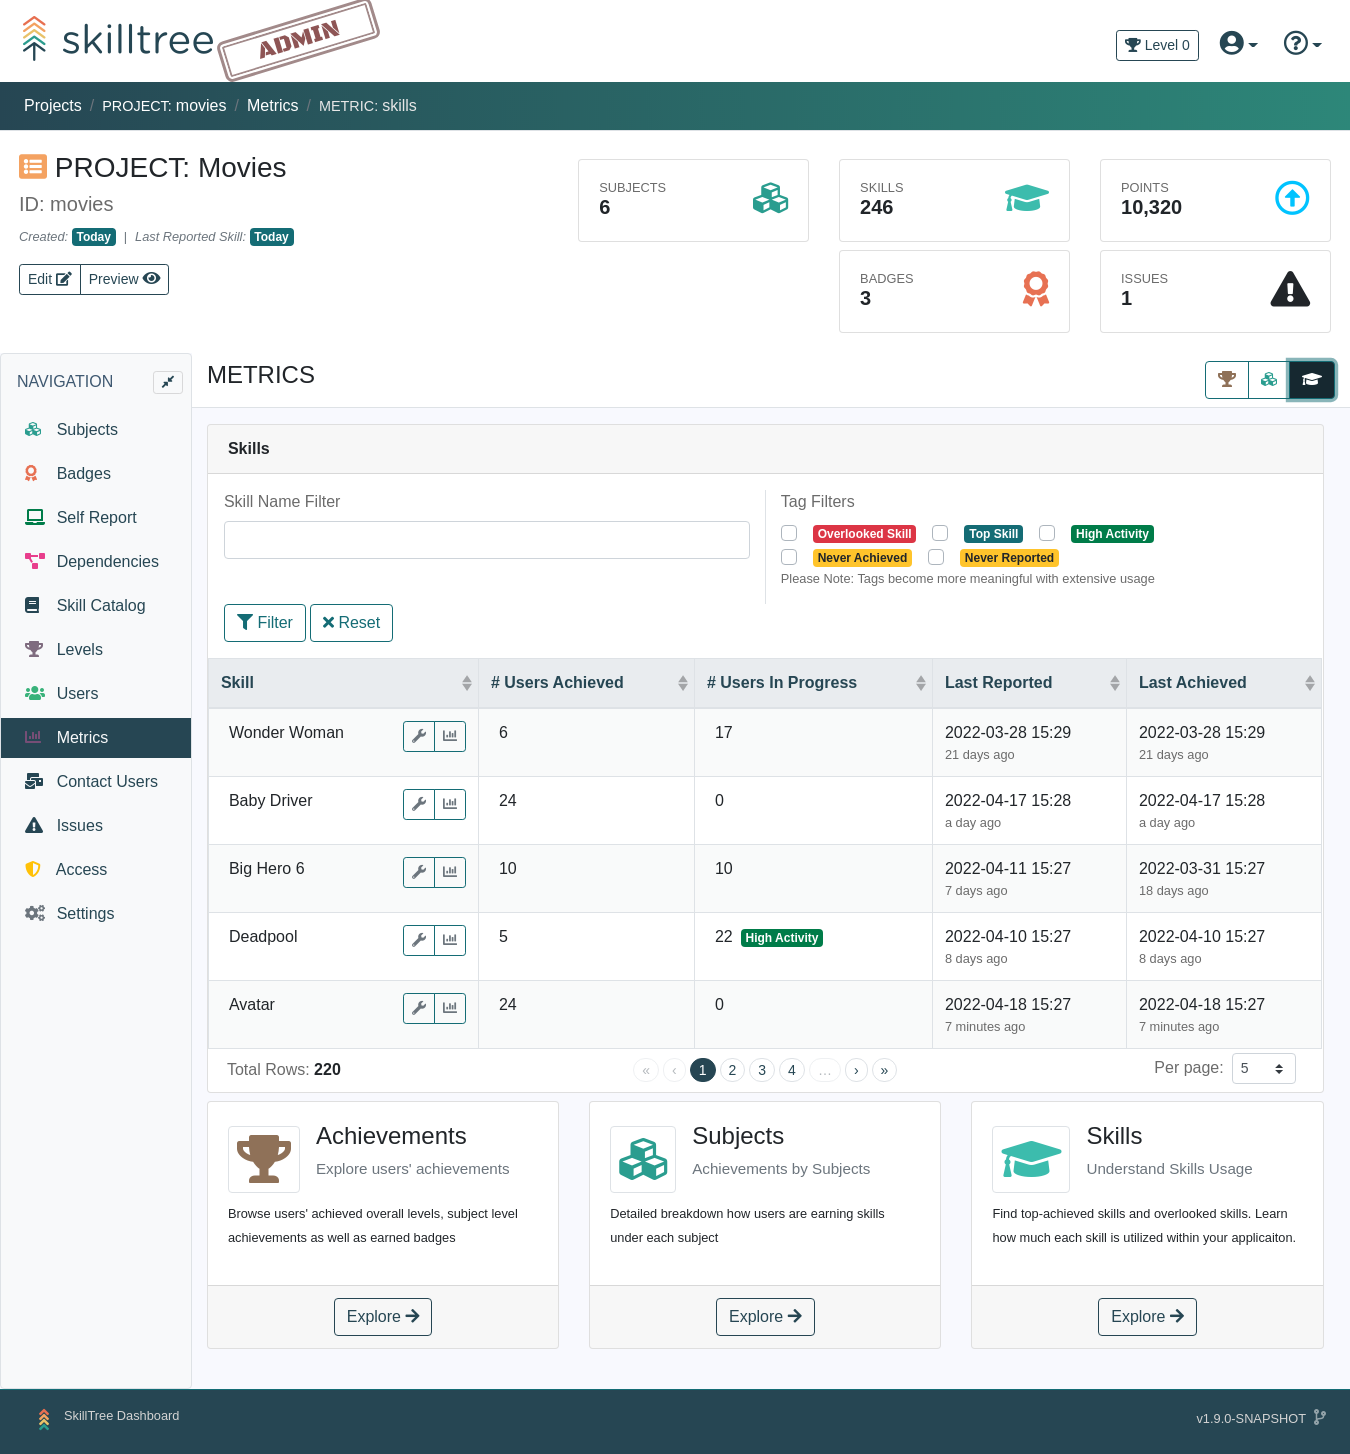 skilltree ADMIN
Level 0
Projects / PROJECT: movies / Metrics / METRIC: skills
PROJECT: Movies
ID: movies
Created: Today | Last Reported Skill: Today
Edit Preview
SUBJECTS
6
SKILLS
246
POINTS
10,320
BADGES
3
ISSUES
1
NAVIGATION
Subjects
Badges
Self Report
Dependencies
Skill Catalog
Levels
Users
Metrics
Contact Users
Issues
Access
Settings
METRICS
Skills
Skill Name Filter
Tag Filters
Overlooked Skill Top Skill High Activity
Never Achieved Never Reported
Please Note: Tags become more meaningful with extensive usage
Filter Reset
Skill # Users Achieved # Users In Progress Last Reported Last Achieved
Wonder Woman 6 17 2022-03-28 15:29 2022-03-28 15:29
21 days ago 21 days ago
Baby Driver 24 0 2022-04-17 15:28 2022-04-17 15:28
a day ago a day ago
Big Hero 6 10 10 2022-04-11 15:27 2022-03-31 15:27
7 days ago 18 days ago
Deadpool 5 22 High Activity 2022-04-10 15:27 2022-04-10 15:27
8 days ago 8 days ago
Avatar 24 0 2022-04-18 15:27 2022-04-18 15:27
7 minutes ago 7 minutes ago
Total Rows: 220 « ‹ 1 2 3 4 … › » Per page: 5
Achievements
Explore users' achievements
Browse users' achieved overall levels, subject level
achievements as well as earned badges
Explore
Subjects
Achievements by Subjects
Detailed breakdown how users are earning skills
under each subject
Explore
Skills
Understand Skills Usage
Find top-achieved skills and overlooked skills. Learn
how much each skill is utilized within your applicaiton.
Explore
SkillTree Dashboard
v1.9.0-SNAPSHOT